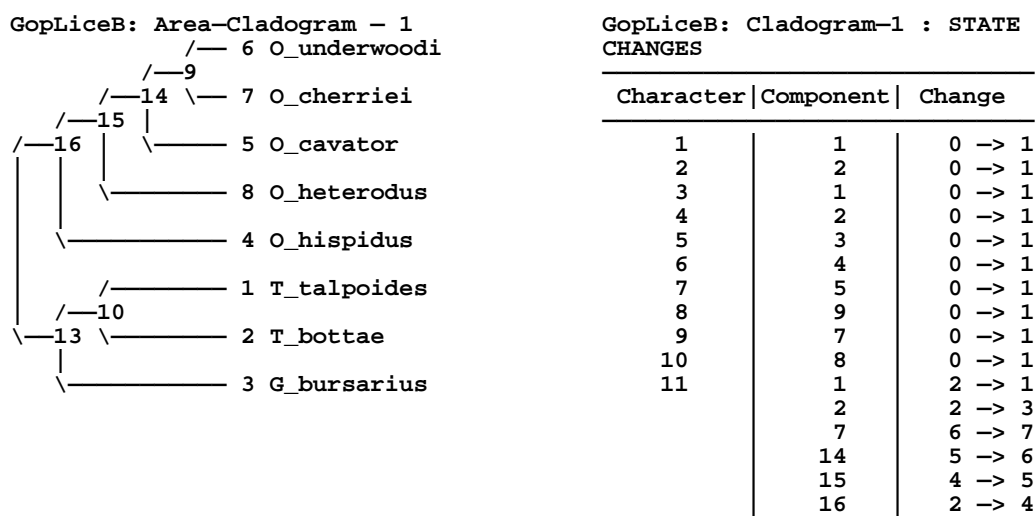 GopLiceB: Area—Cladogram — 1
/—— 6 O_underwoodi
/——9
/——14 \—— 7 O_cherriei
/——15 |
/——16 | \————— 5 O_cavator
| | |
| | \———————— 8 O_heterodus
| |
| \——————————— 4 O_hispidus
|
| /———————— 1 T_talpoides
| /——10
\——13 \———————— 2 T_bottae
|
\——————————— 3 G_bursarius
GopLiceB: Cladogram—1 : STATE
CHANGES
Character|Component| Change
1 | 1 | 0 —> 1
2 | 2 | 0 —> 1
3 | 1 | 0 —> 1
4 | 2 | 0 —> 1
5 | 3 | 0 —> 1
6 | 4 | 0 —> 1
7 | 5 | 0 —> 1
8 | 9 | 0 —> 1
9 | 7 | 0 —> 1
10 | 8 | 0 —> 1
11 | 1 | 2 —> 1
| 2 | 2 —> 3
| 7 | 6 —> 7
| 14 | 5 —> 6
| 15 | 4 —> 5
| 16 | 2 —> 4